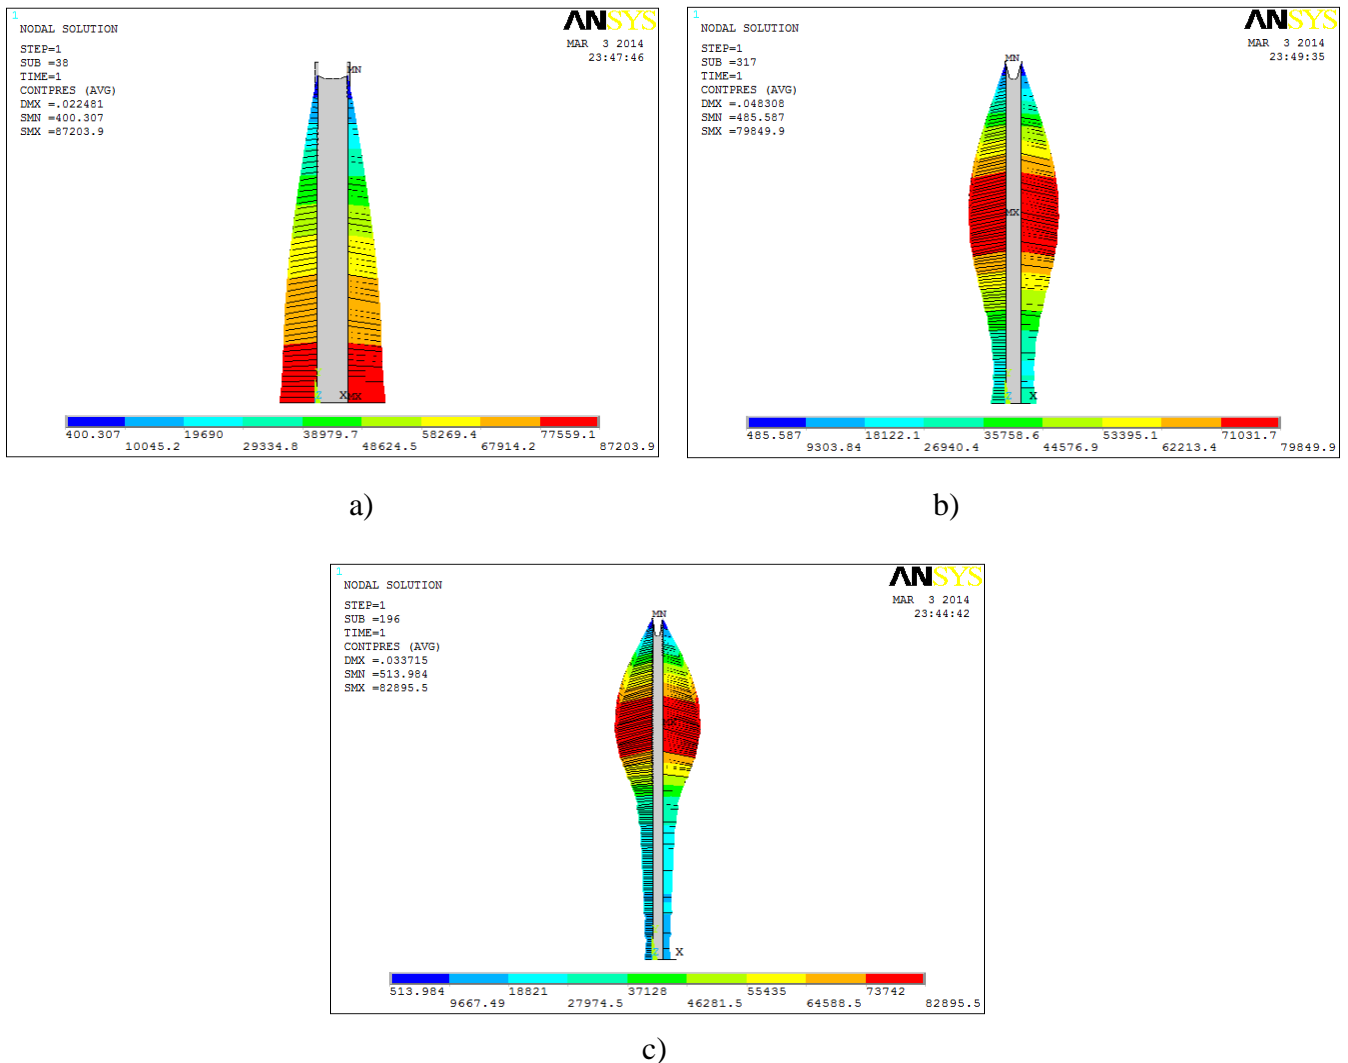 1
ANSYS
NODAL SOLUTION
MAR 3 2014
23:47:46
STEP=1
SUB =38
TIME=1
CONTPRES (AVG)
DMX =.022481
SMN =400.307
SMX =87203.9
MN
Z X MX
400.307 19690 38979.7 58269.4 77559.1
10045.2 29334.8 48624.5 67914.2 87203.9
a)
1
ANSYS
NODAL SOLUTION
MAR 3 2014
23:49:35
STEP=1
SUB =317
TIME=1
CONTPRES (AVG)
DMX =.048308
SMN =485.587
SMX =79849.9
MN
MX
Z X
485.587 18122.1 35758.6 53395.1 71031.7
9303.84 26940.4 44576.9 62213.4 79849.9
b)
1
ANSYS
NODAL SOLUTION
MAR 3 2014
23:44:42
STEP=1
SUB =196
TIME=1
CONTPRES (AVG)
DMX =.033715
SMN =513.984
SMX =82895.5
MN
MX
Z X
513.984 18821 37128 55435 73742
9667.49 27974.5 46281.5 64588.5 82895.5
c)